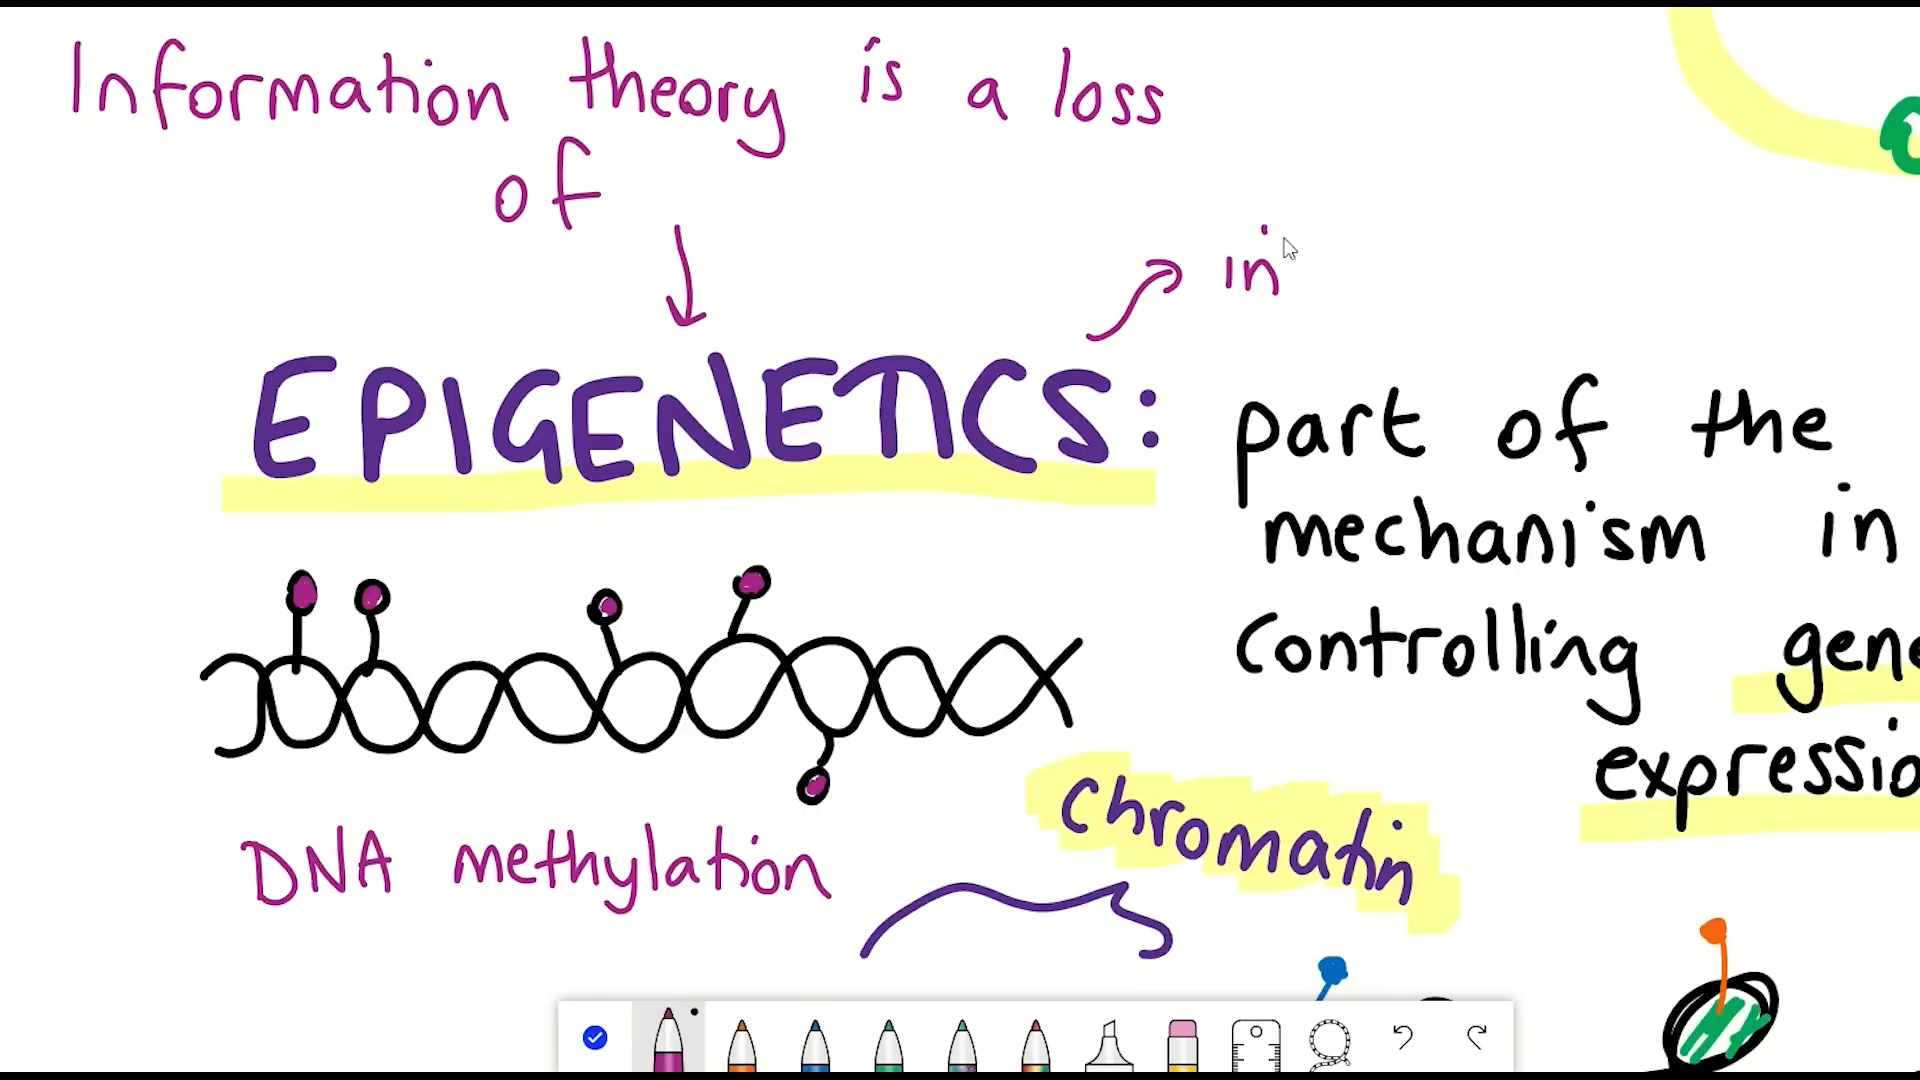 Information theory is a loss
of
in
EPIGENETICS:
part of the
mechanism in
controlling gene
expressio
chromatin
DNA methylation